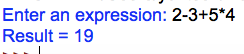 Enter an expression: 2-3+5*4
Result = 19